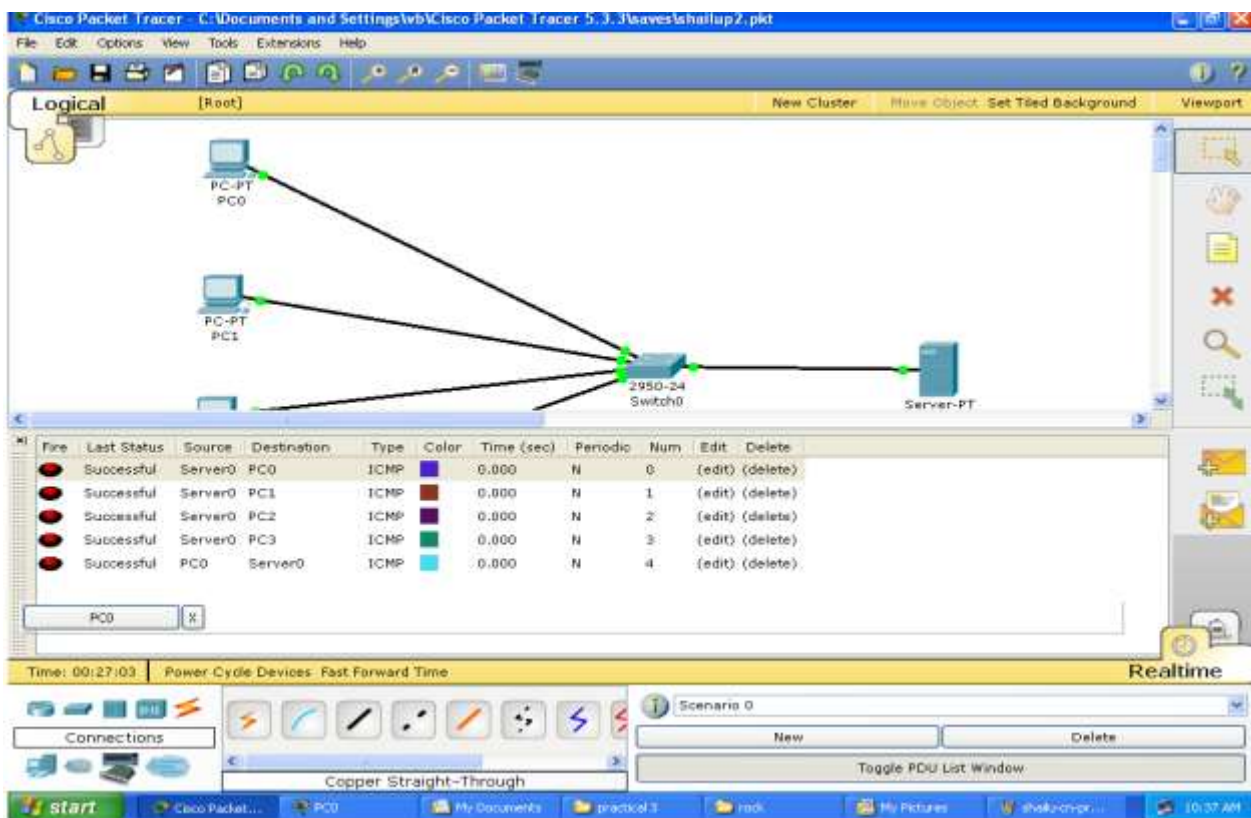 Cisco Packet Tracer - C:\Documents and Settings\vb\Cisco Packet Tracer 5.3.3\saves\shailup2.pkt
File Edit Options View Tools Extensions Help
Logical [Root] New Cluster Move Object Set Tiled Background Viewport
PC-PT
PC0
PC-PT
PC1
2950-24
Switch0
Server-PT
Fire Last Status Source Destination Type Color Time (sec) Periodic Num Edit Delete
Successful Server0 PC0 ICMP 0.000 N 0 (edit) (delete)
Successful Server0 PC1 ICMP 0.000 N 1 (edit) (delete)
Successful Server0 PC2 ICMP 0.000 N 2 (edit) (delete)
Successful Server0 PC3 ICMP 0.000 N 3 (edit) (delete)
Successful PC0 Server0 ICMP 0.000 N 4 (edit) (delete)
PC0 X
Time: 00:27:03 Power Cycle Devices Fast Forward Time Realtime
Scenario 0
Connections
New Delete
Toggle PDU List Window
Copper Straight-Through
start Cisco Packet... PC0 My Documents practical 3 rock My Pictures shailu-cn-pr... 10:37 AM